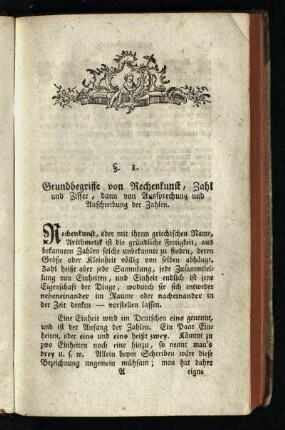 §. 1.
Grundbegriffe von Rechenkunst, Zahl
und Ziffer, dann von Aussprechung und
Anschreibung der Zahlen.
Rechenkunst, oder mit ihrem griechischen Name,
Arithmetik ist die gründliche Fertigkeit, aus
bekannten Zahlen solche unbekannte zu finden, deren
Größe oder Kleinheit völlig von selben abhängt.
Zahl heißt aber jede Sammlung, jede Zusammenstel-
lung von Einheiten, und Einheit endlich ist jene
Eigenschaft der Dinge, wodurch sie sich entweder
nebeneinander im Raume oder nacheinander in
der Zeit denken — vorstellen lassen.
Eine Einheit wird im Deutschen eins genennt,
und ist der Anfang der Zahlen. Ein Paar Ein-
heiten, oder eins und eins heißt zwey. Kömmt zu
zwo Einheiten noch eine hinzu, so nennt man's
drey u. s. w. Allein beym Schreiben wäre diese
Bezeichnung ungemein mühsam; man hat daher
A eigne